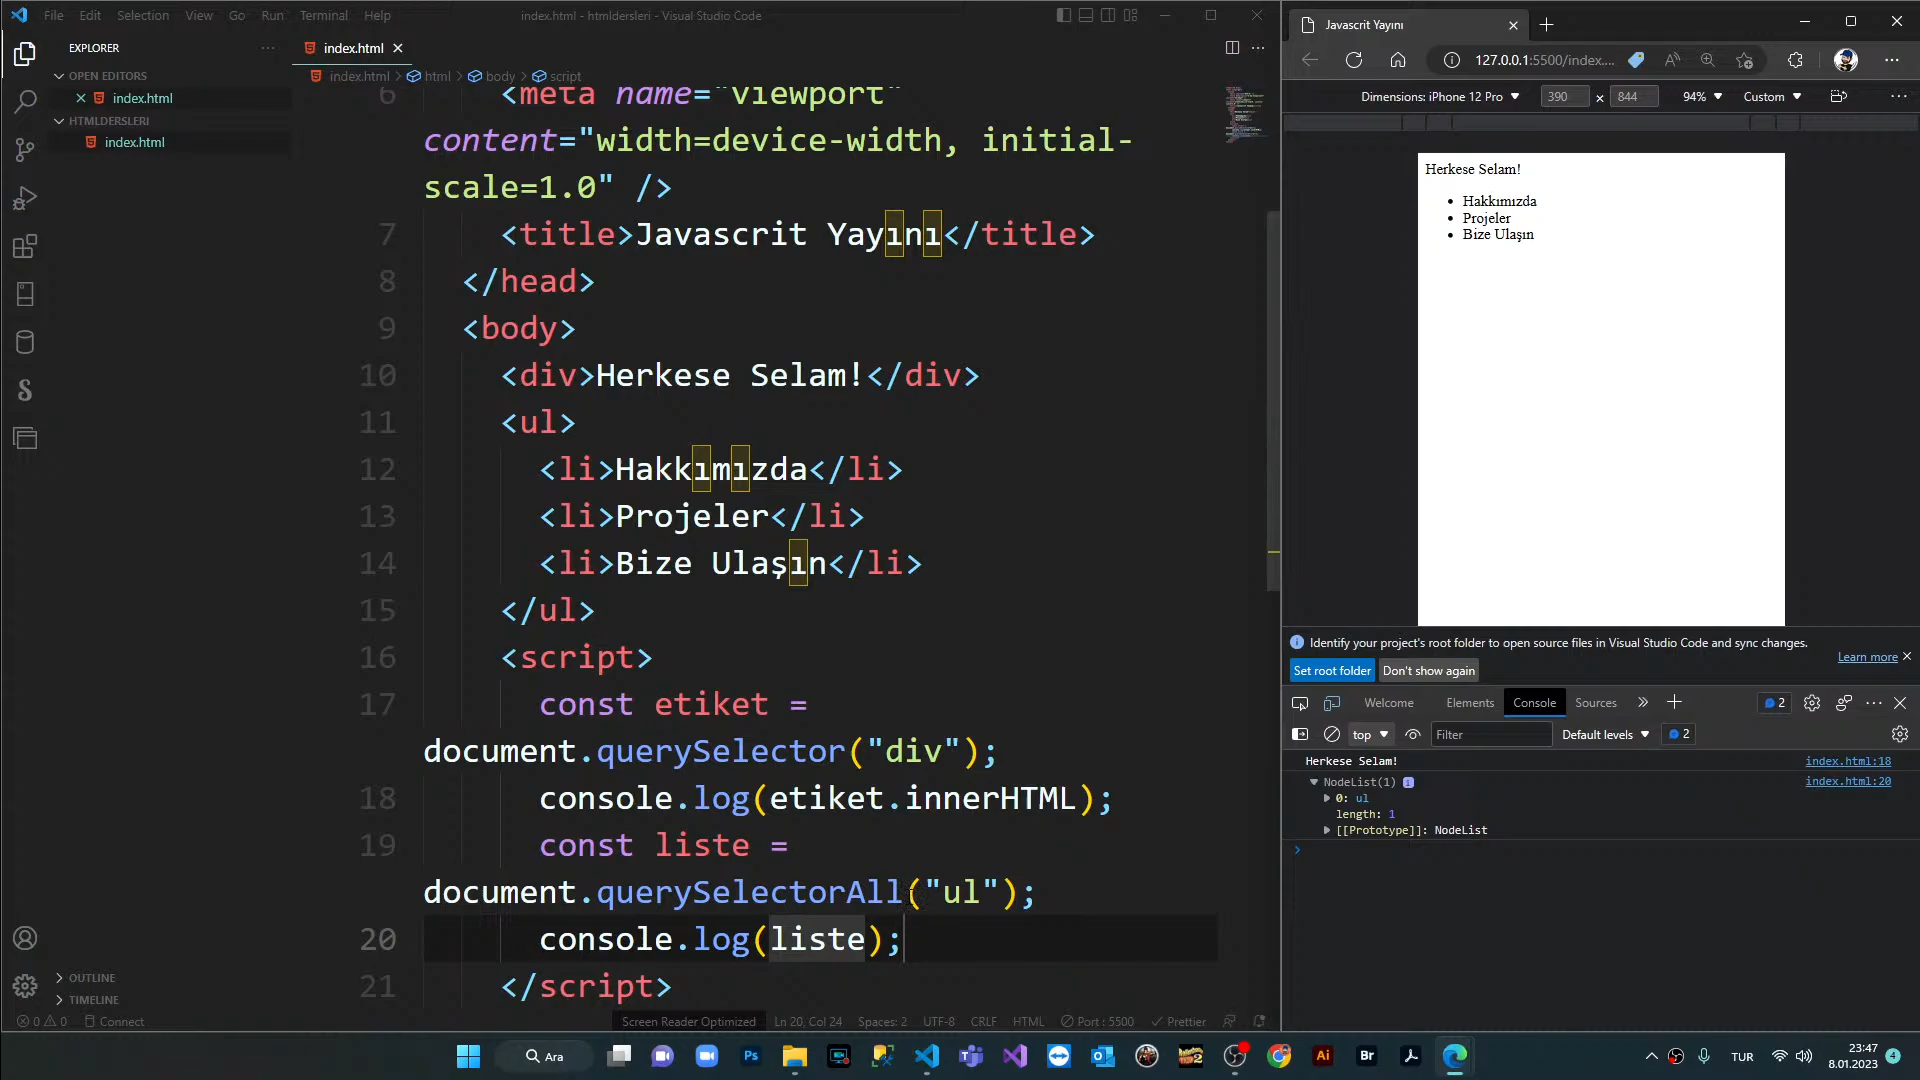 File Edit Selection View Go Run Terminal Help
index.html - htmldersleri - Visual Studio Code
EXPLORER
OPEN EDITORS
index.html
HTMLDERSLERI
index.html
OUTLINE
TIMELINE
index.html
index.html > html > body > script
6 <meta name="viewport"
content="width=device-width, initial-
scale=1.0" />
7 <title>Javascrit Yayını</title>
8 </head>
9 <body>
10 <div>Herkese Selam!</div>
11 <ul>
12 <li>Hakkımızda</li>
13 <li>Projeler</li>
14 <li>Bize Ulaşın</li>
15 </ul>
16 <script>
17 const etiket =
document.querySelector("div");
18 console.log(etiket.innerHTML);
19 const liste =
document.querySelectorAll("ul");
20 console.log(liste);
21 </script>
0 0 Connect Screen Reader Optimized Ln 20, Col 24 Spaces: 2 UTF-8 CRLF HTML Port : 5500 Prettier
Javascrit Yayını
127.0.0.1:5500/index....
Dimensions: iPhone 12 Pro 390 x 844 94% Custom
Herkese Selam!
Hakkımızda
Projeler
Bize Ulaşın
Identify your project's root folder to open source files in Visual Studio Code and sync changes.
Learn more
Set root folder Don't show again
Welcome Elements Console Sources 2
top Filter Default levels 2
Herkese Selam! index.html:18
NodeList(1) i index.html:20
0: ul
length: 1
[[Prototype]]: NodeList
Ara
Ps
Ai
Br
TUR
23:47
8.01.2023
4